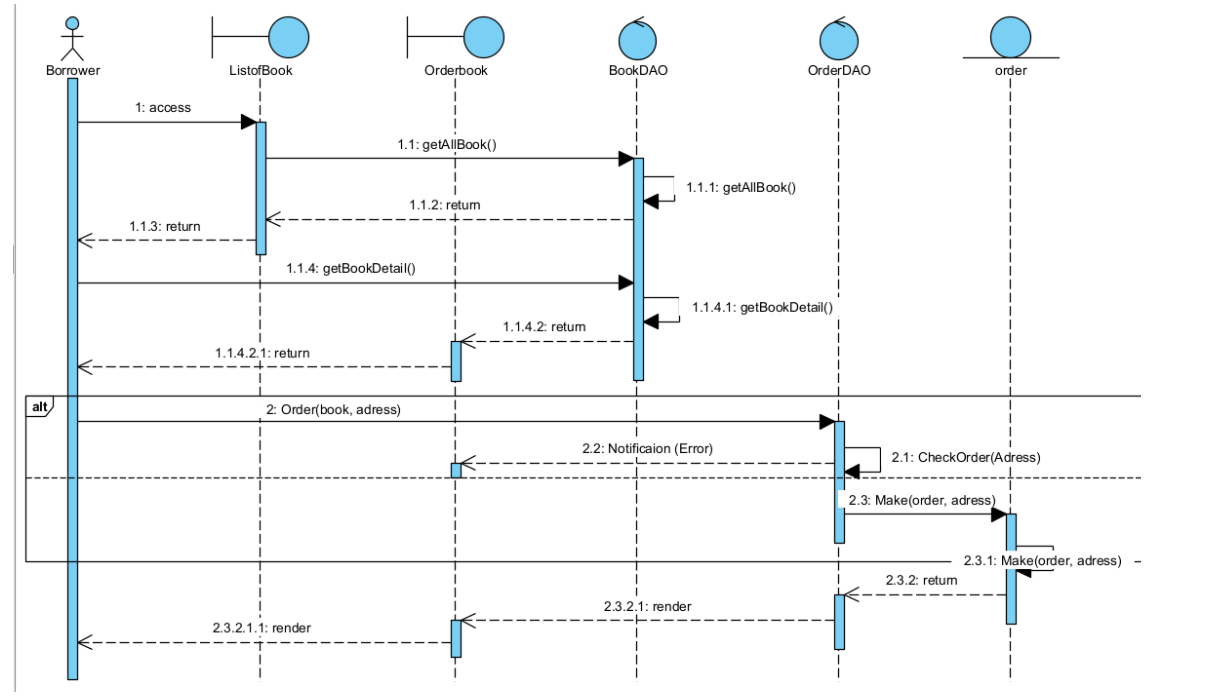 Borrower
ListofBook
Orderbook
BookDAO
OrderDAO
order
1: access
1.1: getAllBook()
1.1.1: getAllBook()
1.1.2: return
1.1.3: return
1.1.4: getBookDetail()
1.1.4.1: getBookDetail()
1.1.4.2: return
1.1.4.2.1: return
alt
2: Order(book, adress)
2.2: Notificaion (Error)
2.1: CheckOrder(Adress)
2.3: Make(order, adress)
2.3.1: Make(order, adress)
2.3.2: return
2.3.2.1: render
2.3.2.1.1: render